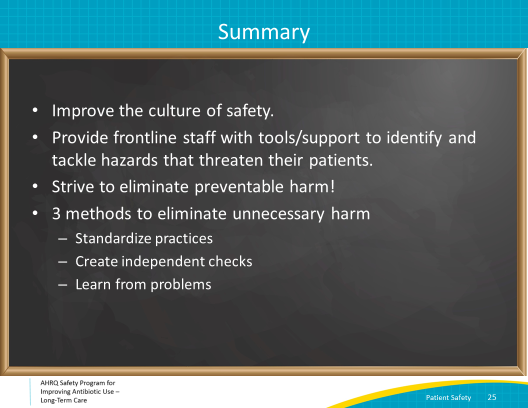 Summary
• Improve the culture of safety.
• Provide frontline staff with tools/support to identify and
tackle hazards that threaten their patients.
• Strive to eliminate preventable harm!
• 3 methods to eliminate unnecessary harm
– Standardize practices
– Create independent checks
– Learn from problems
AHRQ Safety Program for
Improving Antibiotic Use –
Long-Term Care
Patient Safety 25